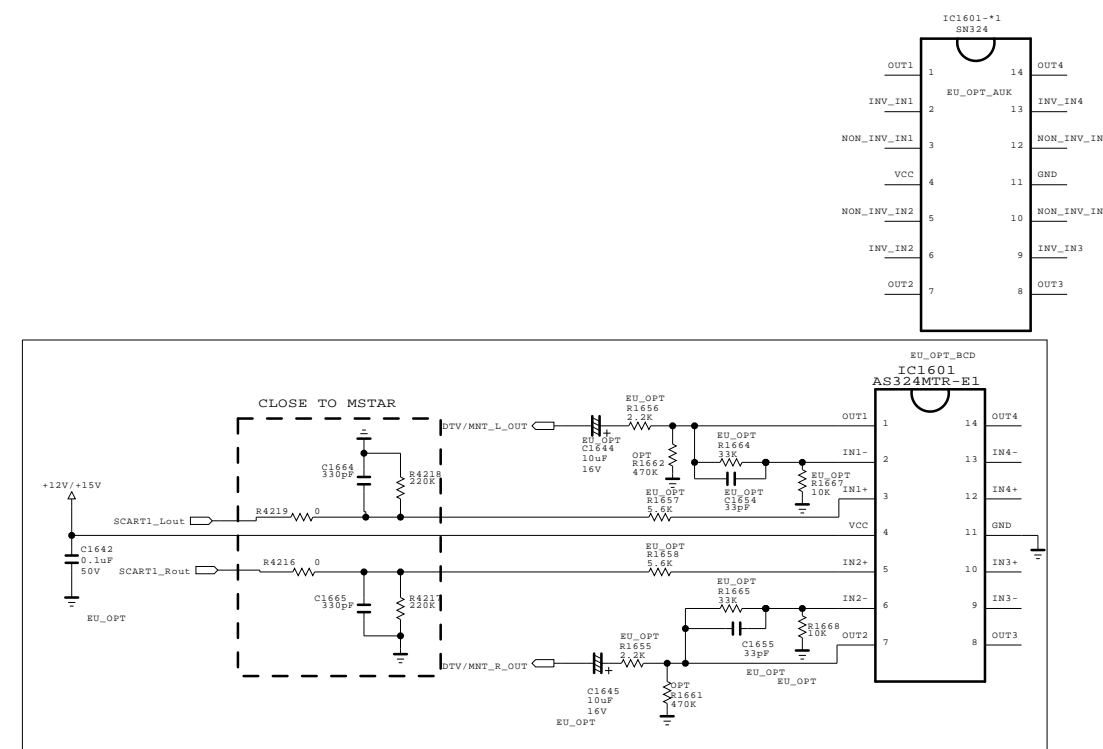 IC1601-*1
SN324
OUT1
1
14
OUT4
EU_OPT_AUK
INV_IN1
2
13
INV_IN4
NON_INV_IN1
3
12
NON_INV_IN
VCC
4
11
GND
NON_INV_IN2
5
10
NON_INV_IN
INV_IN2
6
9
INV_IN3
OUT2
7
8
OUT3
EU_OPT_BCD
IC1601
AS324MTR-E1
OUT1
1
14
OUT4
IN1-
2
13
IN4-
IN1+
3
12
IN4+
VCC
4
11
GND
IN2+
5
10
IN3+
IN2-
6
9
IN3-
OUT2
7
8
OUT3
CLOSE TO MSTAR
DTV/MNT_L_OUT
EU_OPT
C1644
10uF
16V
+
EU_OPT
R1656
2.2K
OPT
R1662
470K
EU_OPT
R1664
33K
EU_OPT
C1654
33pF
EU_OPT
R1667
10K
EU_OPT
R1657
5.6K
C1664
330pF
R4218
220K
+12V/+15V
SCART1_Lout
R4219
0
C1642
0.1uF
50V
EU_OPT
SCART1_Rout
R4216
0
C1665
330pF
R4217
220K
EU_OPT
R1658
5.6K
EU_OPT
R1665
33K
C1655
33pF
EU_OPT
R1668
10K
EU_OPT
DTV/MNT_R_OUT
EU_OPT
R1655
2.2K
+
C1645
10uF
16V
EU_OPT
OPT
R1661
470K